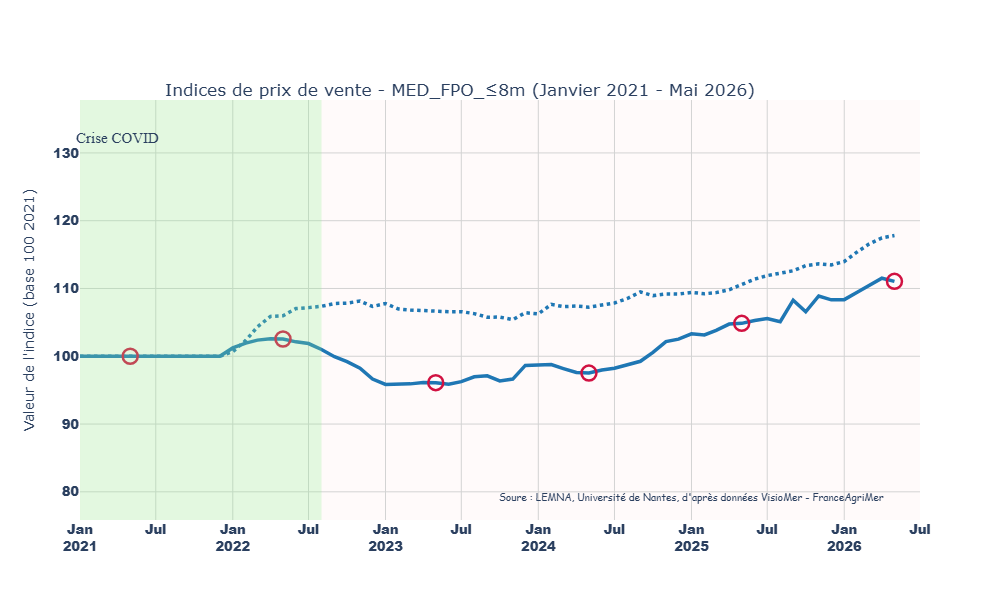 Indices de prix de vente - MED_FPO_≤8m (Janvier 2021 - Mai 2026)
Crise COVID
Valeur de l'indice (base 100 2021)
130
120
110
100
90
80
Soure : LEMNA, Université de Nantes, d'après données VisioMer - FranceAgriMer
Jan Jul Jan Jul Jan Jul Jan Jul Jan Jul Jan Jul
2021 2022 2023 2024 2025 2026